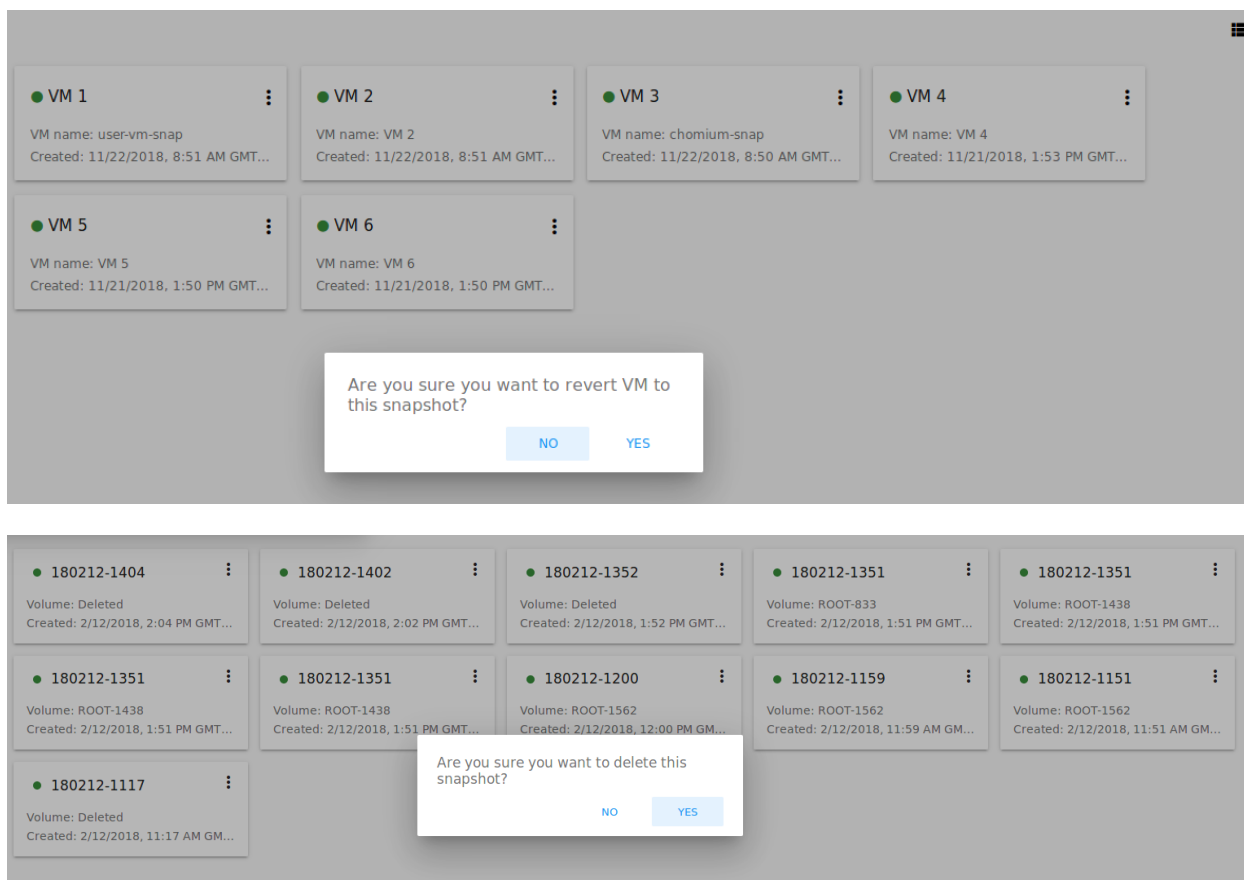 VM 1
VM 2
VM 3
VM 4
VM name: user-vm-snap
VM name: VM 2
VM name: chomium-snap
VM name: VM 4
Created: 11/22/2018, 8:51 AM GMT...
Created: 11/22/2018, 8:51 AM GMT...
Created: 11/22/2018, 8:50 AM GMT...
Created: 11/21/2018, 1:53 PM GMT...
VM 5
VM 6
VM name: VM 5
VM name: VM 6
Created: 11/21/2018, 1:50 PM GMT...
Created: 11/21/2018, 1:50 PM GMT...
Are you sure you want to revert VM to
this snapshot?
NO
YES
180212-1404
180212-1402
180212-1352
180212-1351
180212-1351
Volume: Deleted
Volume: Deleted
Volume: Deleted
Volume: ROOT-833
Volume: ROOT-1438
Created: 2/12/2018, 2:04 PM GMT...
Created: 2/12/2018, 2:02 PM GMT...
Created: 2/12/2018, 1:52 PM GMT...
Created: 2/12/2018, 1:51 PM GMT...
Created: 2/12/2018, 1:51 PM GMT...
180212-1351
180212-1351
180212-1200
180212-1159
180212-1151
Volume: ROOT-1438
Volume: ROOT-1438
Volume: ROOT-1562
Volume: ROOT-1562
Volume: ROOT-1562
Created: 2/12/2018, 1:51 PM GMT...
Created: 2/12/2018, 1:51 PM GMT...
Created: 2/12/2018, 12:00 PM GM...
Created: 2/12/2018, 11:59 AM GM...
Created: 2/12/2018, 11:51 AM GM...
Are you sure you want to delete this
snapshot?
NO
YES
180212-1117
Volume: Deleted
Created: 2/12/2018, 11:17 AM GM...